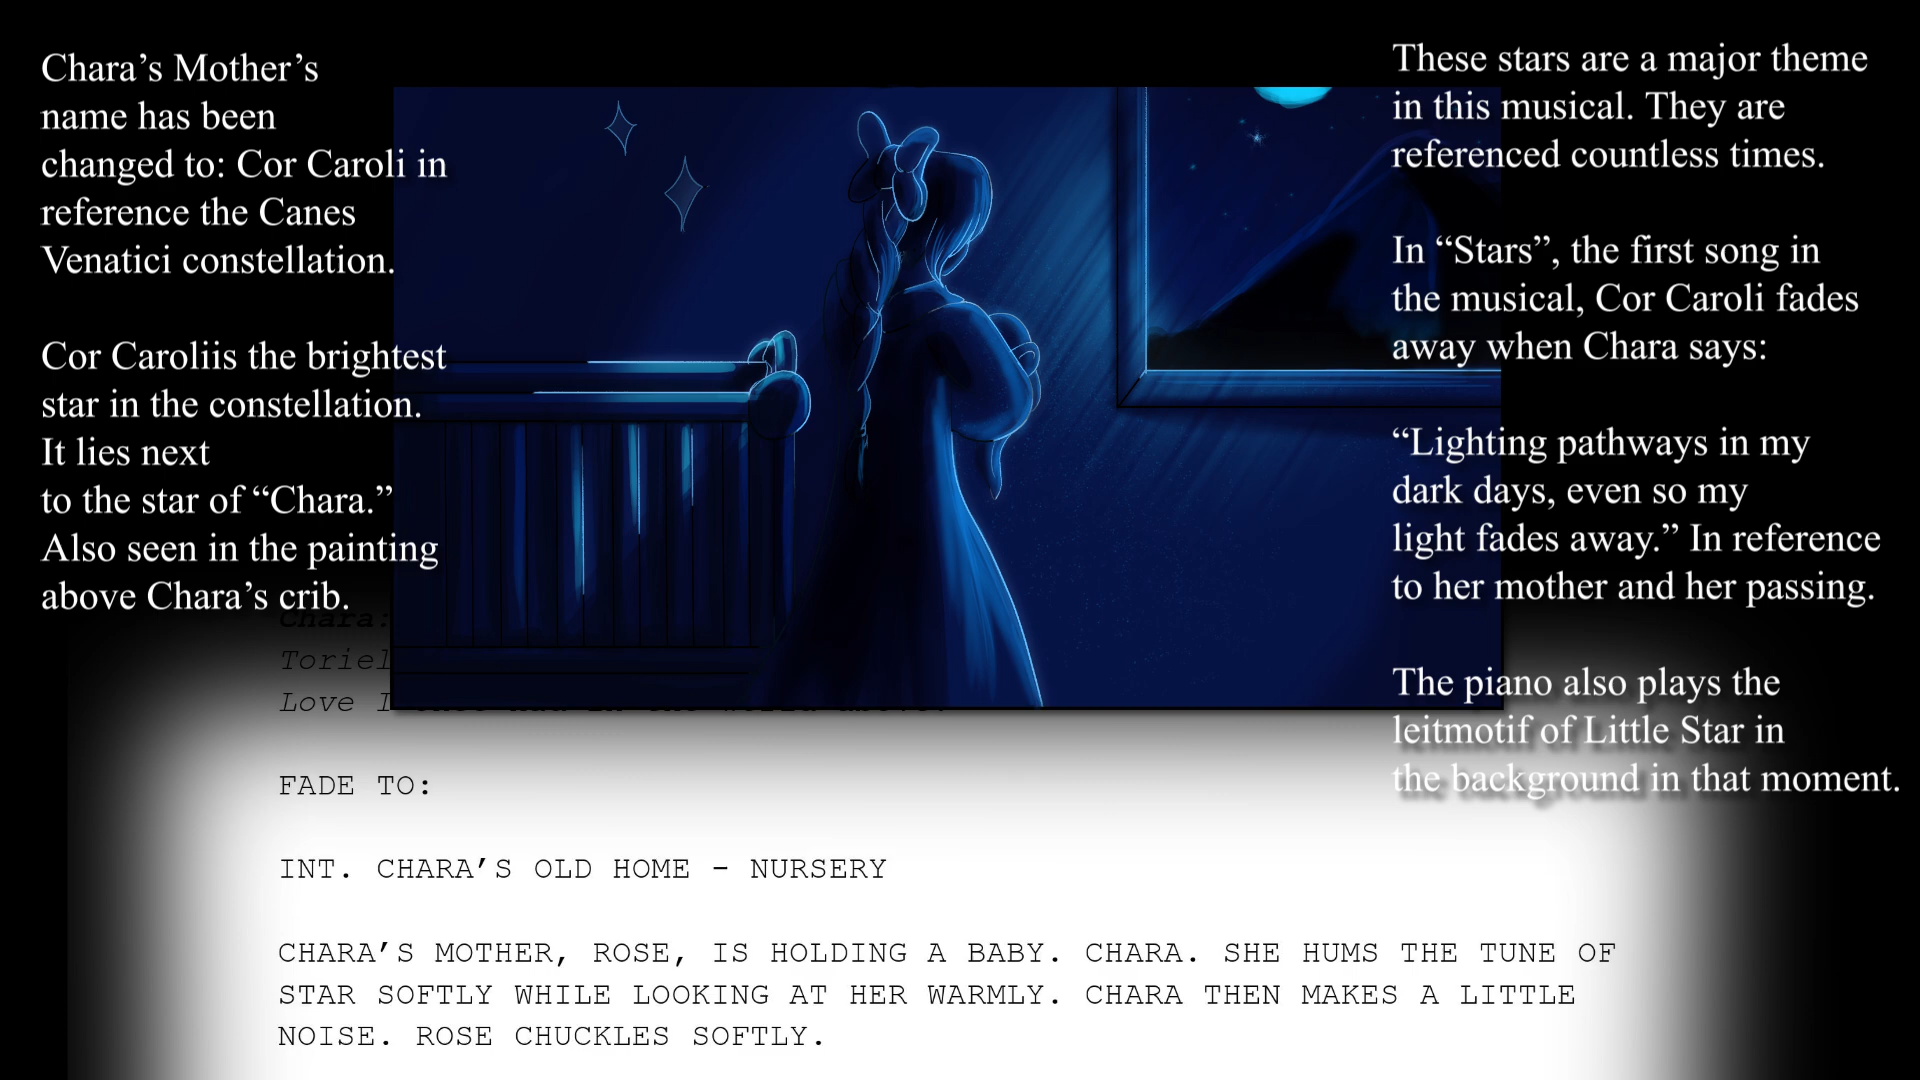 Chara’s Mother’s
name has been
changed to: Cor Caroli in
reference the Canes
Venatici constellation.
Cor Caroliis the brightest
star in the constellation.
It lies next
to the star of “Chara.”
Also seen in the painting
above Chara’s crib.
These stars are a major theme
in this musical. They are
referenced countless times.
In “Stars”, the first song in
the musical, Cor Caroli fades
away when Chara says:
“Lighting pathways in my
dark days, even so my
light fades away.” In reference
to her mother and her passing.
The piano also plays the
leitmotif of Little Star in
the background in that moment.
Chara:
Toriel
Love I
FADE TO:
INT. CHARA’S OLD HOME - NURSERY
CHARA’S MOTHER, ROSE, IS HOLDING A BABY. CHARA. SHE HUMS THE TUNE OF
STAR SOFTLY WHILE LOOKING AT HER WARMLY. CHARA THEN MAKES A LITTLE
NOISE. ROSE CHUCKLES SOFTLY.